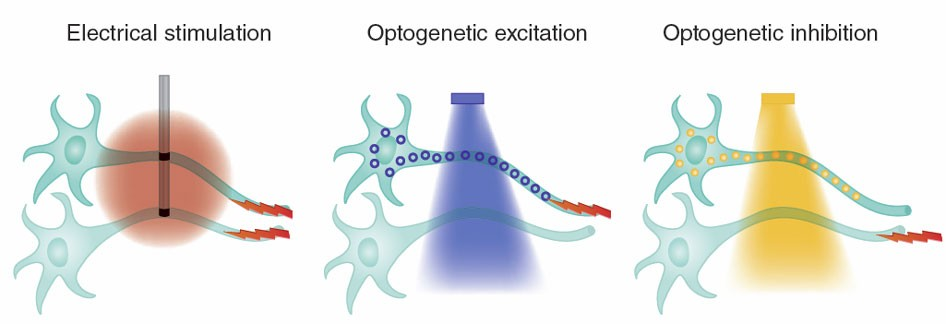 Electrical stimulation
Optogenetic excitation
Optogenetic inhibition